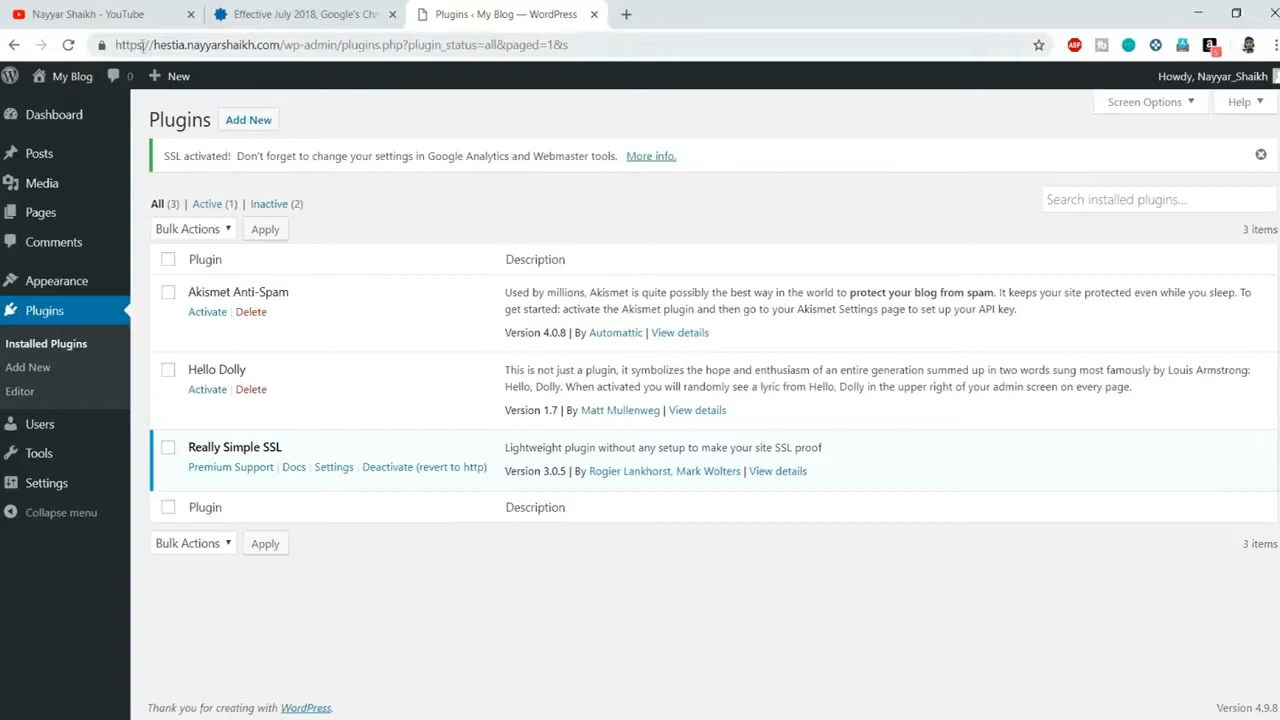 Nayyar Shaikh - YouTube
Effective July 2018, Google's Chr
Plugins ‹ My Blog — WordPress
https://hestia.nayyarshaikh.com/wp-admin/plugins.php?plugin_status=all&paged=1&s
ABP
My Blog
0
New
Howdy, Nayyar_Shaikh
Dashboard
Posts
Media
Pages
Comments
Appearance
Plugins
Installed Plugins
Add New
Editor
Users
Tools
Settings
Collapse menu
Screen Options
Help
Plugins
Add New
SSL activated! Don't forget to change your settings in Google Analytics and Webmaster tools. More info.
All (3) | Active (1) | Inactive (2)
Search installed plugins...
Bulk Actions
Apply
3 items
Plugin
Description
Akismet Anti-Spam
Activate | Delete
Used by millions, Akismet is quite possibly the best way in the world to protect your blog from spam. It keeps your site protected even while you sleep. To
get started: activate the Akismet plugin and then go to your Akismet Settings page to set up your API key.
Version 4.0.8 | By Automattic | View details
Hello Dolly
Activate | Delete
This is not just a plugin, it symbolizes the hope and enthusiasm of an entire generation summed up in two words sung most famously by Louis Armstrong:
Hello, Dolly. When activated you will randomly see a lyric from Hello, Dolly in the upper right of your admin screen on every page.
Version 1.7 | By Matt Mullenweg | View details
Really Simple SSL
Premium Support | Docs | Settings | Deactivate (revert to http)
Lightweight plugin without any setup to make your site SSL proof
Version 3.0.5 | By Rogier Lankhorst, Mark Wolters | View details
Plugin
Description
Bulk Actions
Apply
3 items
Thank you for creating with WordPress.
Version 4.9.8